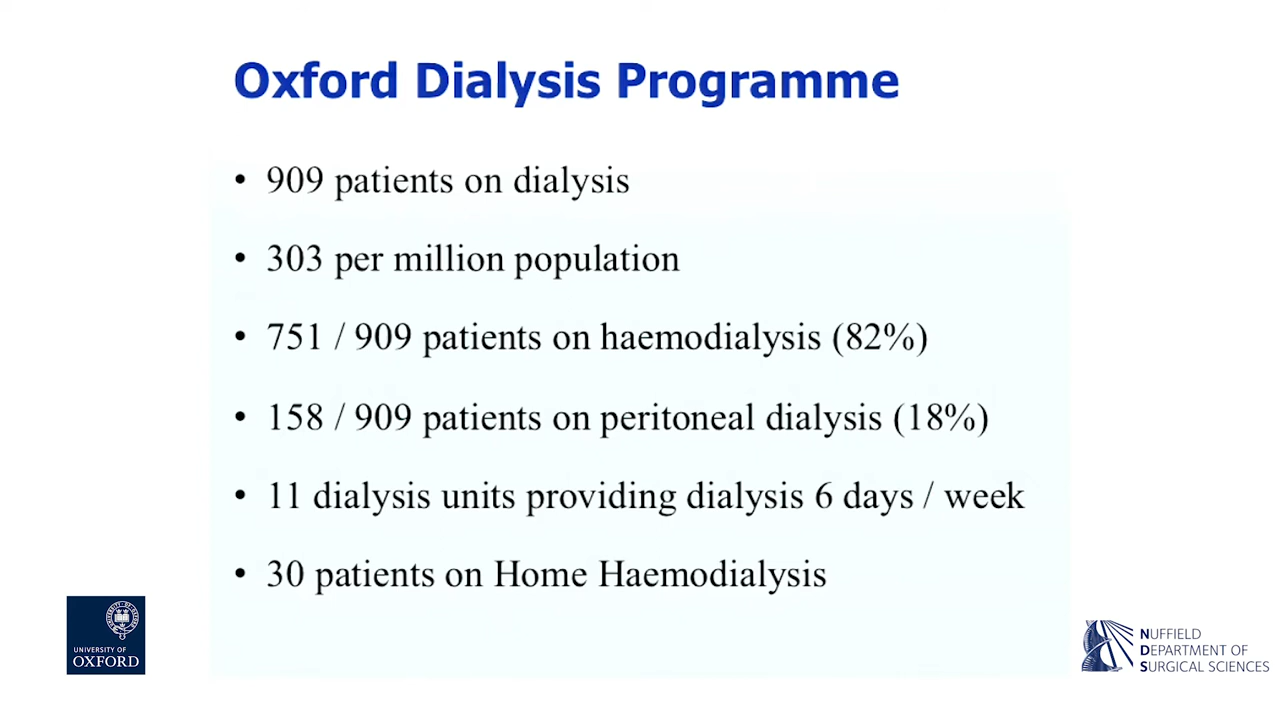 Oxford Dialysis Programme
• 909 patients on dialysis
• 303 per million population
• 751 / 909 patients on haemodialysis (82%)
• 158 / 909 patients on peritoneal dialysis (18%)
• 11 dialysis units providing dialysis 6 days / week
• 30 patients on Home Haemodialysis
UNIVERSITY OF
OXFORD
NUFFIELD
DEPARTMENT OF
SURGICAL SCIENCES